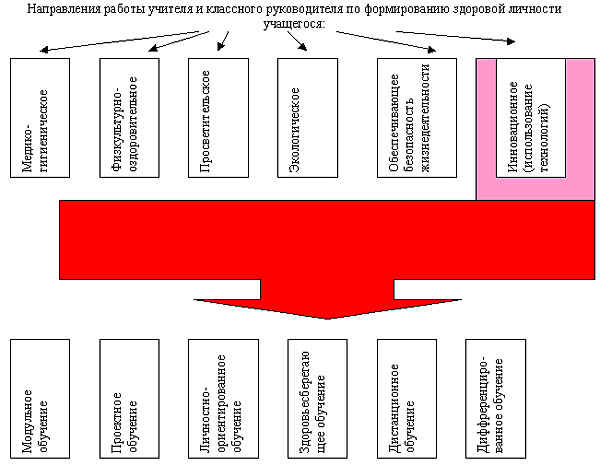 Направления работы учителя и классного руководителя по формированию здоровой личности
учащегося:
Медико-
гигиеническое
Физкультурно-
оздоровительное
Просветительское
Экологическое
Обеспечивающее
безопасность
жизнедеятельности
Инновационное
(использование
технологий)
Модульное
обучение
Проектное
обучение
Личностно-
ориентированное
обучение
Здоровьесберегаю
щее обучение
Дистанционное
обучение
Дифференциро-
ванное обучение